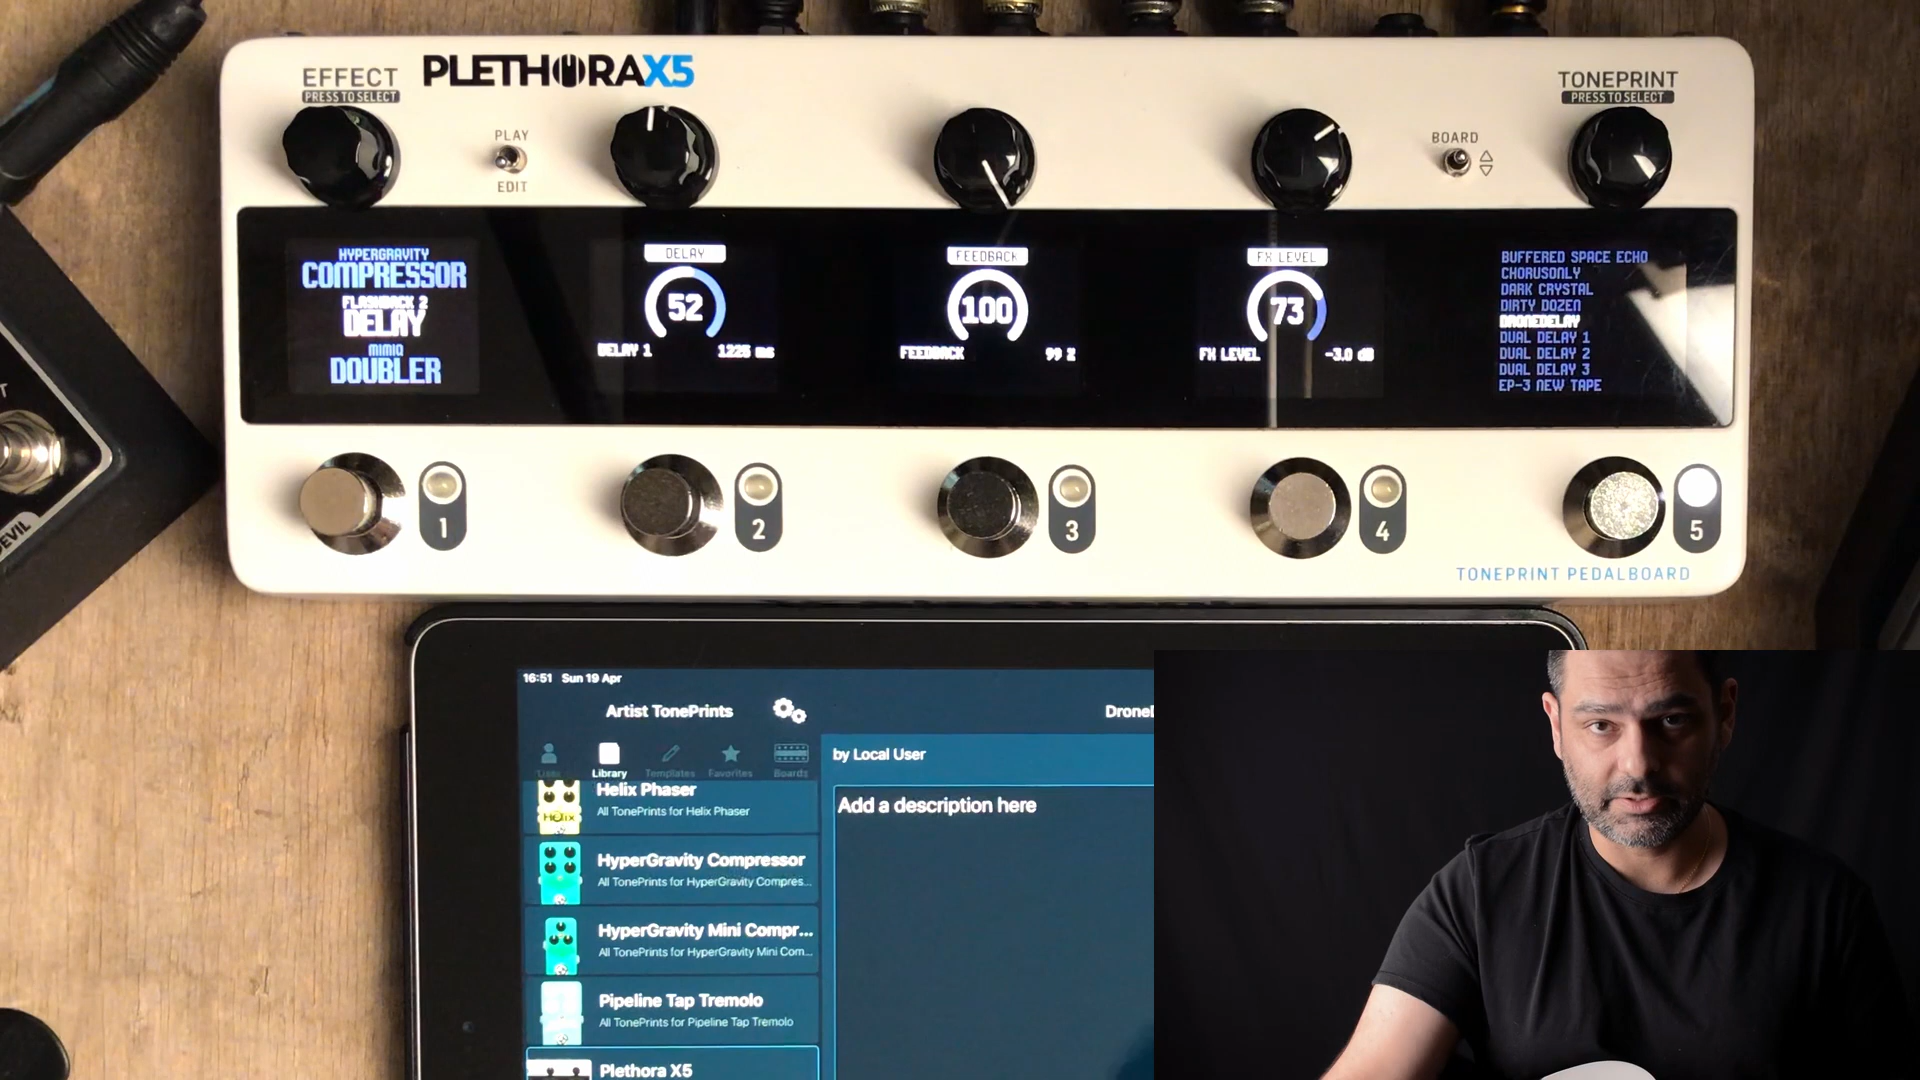 EFFECT
PRESS TO SELECT
PLETHORAX5
PLAY
EDIT
BOARD
TONEPRINT
PRESS TO SELECT
HYPERGRAVITY
COMPRESSOR
FLASHBACK 2
DELAY
MIMIQ
DOUBLER
DELAY
52
DELAY 1 1225 ms
FEEDBACK
100
FEEDBACK 99 %
FX LEVEL
73
FX LEVEL -3.0 dB
BUFFERED SPACE ECHO
CHORUSONLY
DARK CRYSTAL
DIRTY DOZEN
DRONEDELAY
DUAL DELAY 1
DUAL DELAY 2
DUAL DELAY 3
EP-3 NEW TAPE
1
2
3
4
5
TONEPRINT PEDALBOARD
16:51 Sun 19 Apr
Artist TonePrints
Library
Templates
Favorites
Boards
Helix Phaser
All TonePrints for Helix Phaser
HyperGravity Compressor
All TonePrints for HyperGravity Compres...
HyperGravity Mini Compr...
All TonePrints for HyperGravity Mini Com...
Pipeline Tap Tremolo
All TonePrints for Pipeline Tap Tremolo
Plethora X5
by Local User
Add a description here